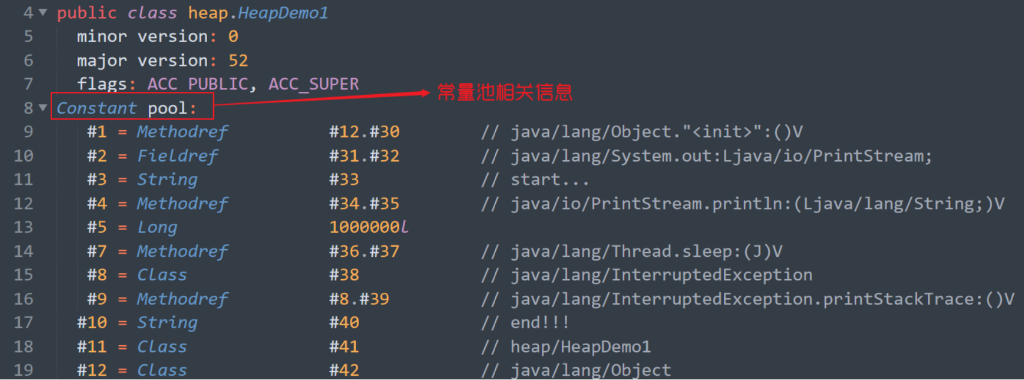 4 public class heap.HeapDemo1
5 minor version: 0
6 major version: 52
7 flags: ACC_PUBLIC, ACC_SUPER
8 Constant pool: 常量池相关信息
9 #1 = Methodref #12.#30 // java/lang/Object."<init>":()V
10 #2 = Fieldref #31.#32 // java/lang/System.out:Ljava/io/PrintStream;
11 #3 = String #33 // start...
12 #4 = Methodref #34.#35 // java/io/PrintStream.println:(Ljava/lang/String;)V
13 #5 = Long 1000000l
14 #7 = Methodref #36.#37 // java/lang/Thread.sleep:(J)V
15 #8 = Class #38 // java/lang/InterruptedException
16 #9 = Methodref #8.#39 // java/lang/InterruptedException.printStackTrace:()V
17 #10 = String #40 // end!!!
18 #11 = Class #41 // heap/HeapDemo1
19 #12 = Class #42 // java/lang/Object